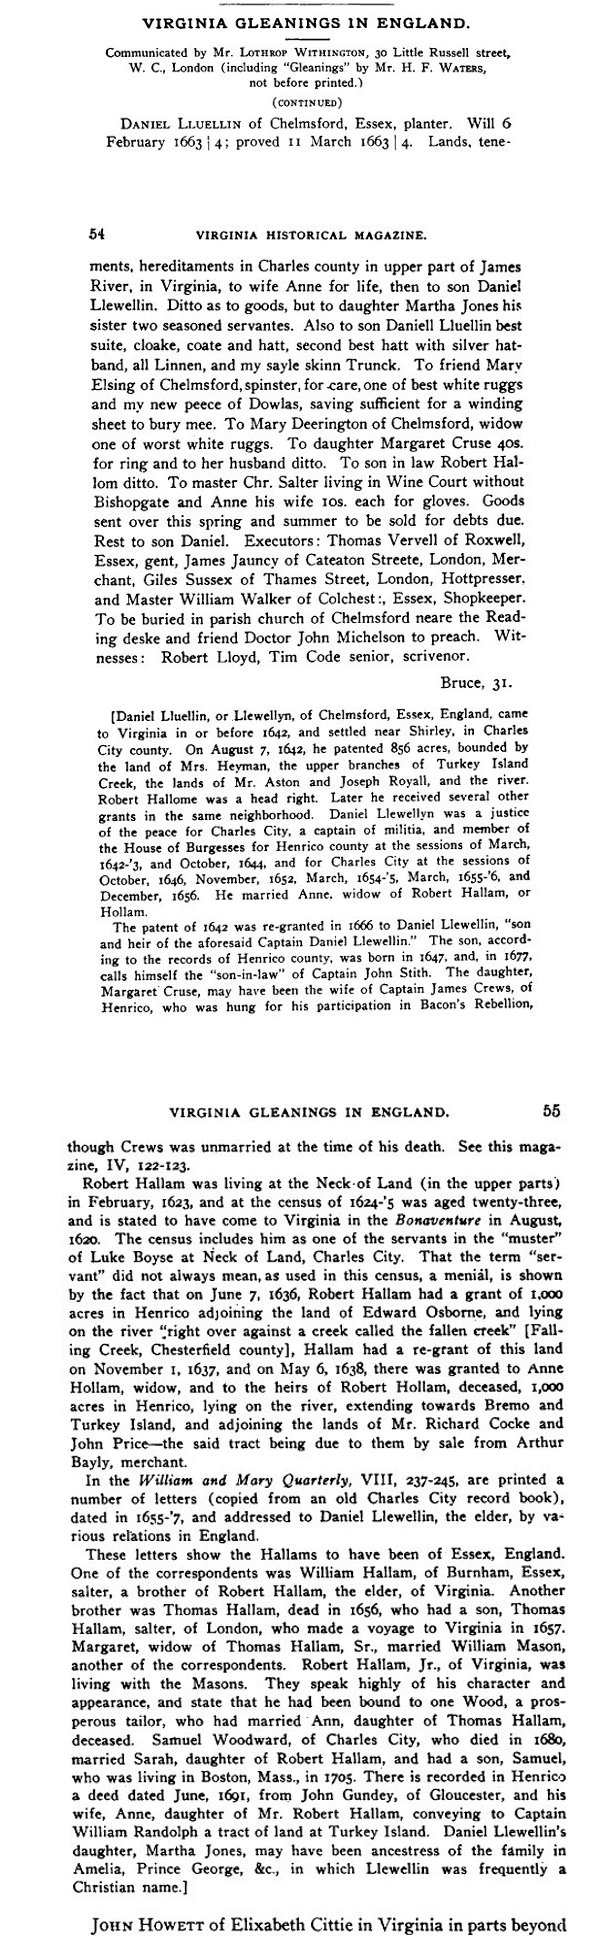 VIRGINIA GLEANINGS IN ENGLAND.
Communicated by Mr. LOTHROP WITHINGTON, 30 Little Russell street,
W. C., London (including "Gleanings" by Mr. H. F. WATERS,
not before printed.)
(CONTINUED)
DANIEL LLUELLIN of Chelmsford, Essex, planter. Will 6
February 1663|4; proved 11 March 1663|4. Lands, tene-
54 VIRGINIA HISTORICAL MAGAZINE.
ments, hereditaments in Charles county in upper part of James
River, in Virginia, to wife Anne for life, then to son Daniel
Llewellin. Ditto as to goods, but to daughter Martha Jones his
sister two seasoned servantes. Also to son Daniell Lluellin best
suite, cloake, coate and hatt, second best hatt with silver hat-
band, all Linnen, and my sayle skinn Trunck. To friend Mary
Elsing of Chelmsford, spinster, for care, one of best white ruggs
and my new peece of Dowlas, saving sufficient for a winding
sheet to bury mee. To Mary Deerington of Chelmsford, widow
one of worst white ruggs. To daughter Margaret Cruse 40s.
for ring and to her husband ditto. To son in law Robert Hal-
lom ditto. To master Chr. Salter living in Wine Court without
Bishopgate and Anne his wife 10s. each for gloves. Goods
sent over this spring and summer to be sold for debts due.
Rest to son Daniel. Executors: Thomas Vervell of Roxwell,
Essex, gent, James Jauncy of Cateaton Streete, London, Mer-
chant, Giles Sussex of Thames Street, London, Hottpresser.
and Master William Walker of Colchest:, Essex, Shopkeeper.
To be buried in parish church of Chelmsford neare the Read-
ing deske and friend Doctor John Michelson to preach. Wit-
nesses: Robert Lloyd, Tim Code senior, scrivenor.
Bruce, 31.
[Daniel Lluellin, or Llewellyn, of Chelmsford, Essex, England, came
to Virginia in or before 1642, and settled near Shirley, in Charles
City county. On August 7, 1642, he patented 856 acres, bounded by
the land of Mrs. Heyman, the upper branches of Turkey Island
Creek, the lands of Mr. Aston and Joseph Royall, and the river.
Robert Hallome was a head right. Later he received several other
grants in the same neighborhood. Daniel Llewellyn was a justice
of the peace for Charles City, a captain of militia, and member of
the House of Burgesses for Henrico county at the sessions of March,
1642-'3, and October, 1644, and for Charles City at the sessions of
October, 1646, November, 1652, March, 1654-'5, March, 1655-'6, and
December, 1656. He married Anne, widow of Robert Hallam, or
Hollam.
The patent of 1642 was re-granted in 1666 to Daniel Llewellin, "son
and heir of the aforesaid Captain Daniel Llewellin." The son, accord-
ing to the records of Henrico county, was born in 1647, and, in 1677,
calls himself the "son-in-law" of Captain John Stith. The daughter,
Margaret Cruse, may have been the wife of Captain James Crews, of
Henrico, who was hung for his participation in Bacon's Rebellion,
VIRGINIA GLEANINGS IN ENGLAND. 55
though Crews was unmarried at the time of his death. See this maga-
zine, IV, 122-123.
Robert Hallam was living at the Neck of Land (in the upper parts)
in February, 1623, and at the census of 1624-'5 was aged twenty-three,
and is stated to have come to Virginia in the Bonaventure in August,
1620. The census includes him as one of the servants in the "muster"
of Luke Boyse at Neck of Land, Charles City. That the term "ser-
vant" did not always mean, as used in this census, a menial, is shown
by the fact that on June 7, 1636, Robert Hallam had a grant of 1,000
acres in Henrico adjoining the land of Edward Osborne, and lying
on the river "right over against a creek called the fallen creek" [Fall-
ing Creek, Chesterfield county], Hallam had a re-grant of this land
on November 1, 1637, and on May 6, 1638, there was granted to Anne
Hollam, widow, and to the heirs of Robert Hollam, deceased, 1,000
acres in Henrico, lying on the river, extending towards Bremo and
Turkey Island, and adjoining the lands of Mr. Richard Cocke and
John Price—the said tract being due to them by sale from Arthur
Bayly, merchant.
In the William and Mary Quarterly, VIII, 237-245, are printed a
number of letters (copied from an old Charles City record book),
dated in 1655-'7, and addressed to Daniel Llewellin, the elder, by va-
rious relations in England.
These letters show the Hallams to have been of Essex, England.
One of the correspondents was William Hallam, of Burnham, Essex,
salter, a brother of Robert Hallam, the elder, of Virginia. Another
brother was Thomas Hallam, dead in 1656, who had a son, Thomas
Hallam, salter, of London, who made a voyage to Virginia in 1657.
Margaret, widow of Thomas Hallam, Sr., married William Mason,
another of the correspondents. Robert Hallam, Jr., of Virginia, was
living with the Masons. They speak highly of his character and
appearance, and state that he had been bound to one Wood, a pros-
perous tailor, who had married Ann, daughter of Thomas Hallam,
deceased. Samuel Woodward, of Charles City, who died in 1680,
married Sarah, daughter of Robert Hallam, and had a son, Samuel,
who was living in Boston, Mass., in 1705. There is recorded in Henrico
a deed dated June, 1691, from John Gundey, of Gloucester, and his
wife, Anne, daughter of Mr. Robert Hallam, conveying to Captain
William Randolph a tract of land at Turkey Island. Daniel Llewellin's
daughter, Martha Jones, may have been ancestress of the family in
Amelia, Prince George, &c., in which Llewellin was frequently a
Christian name.]
JOHN HOWETT of Elixabeth Cittie in Virginia in parts beyond